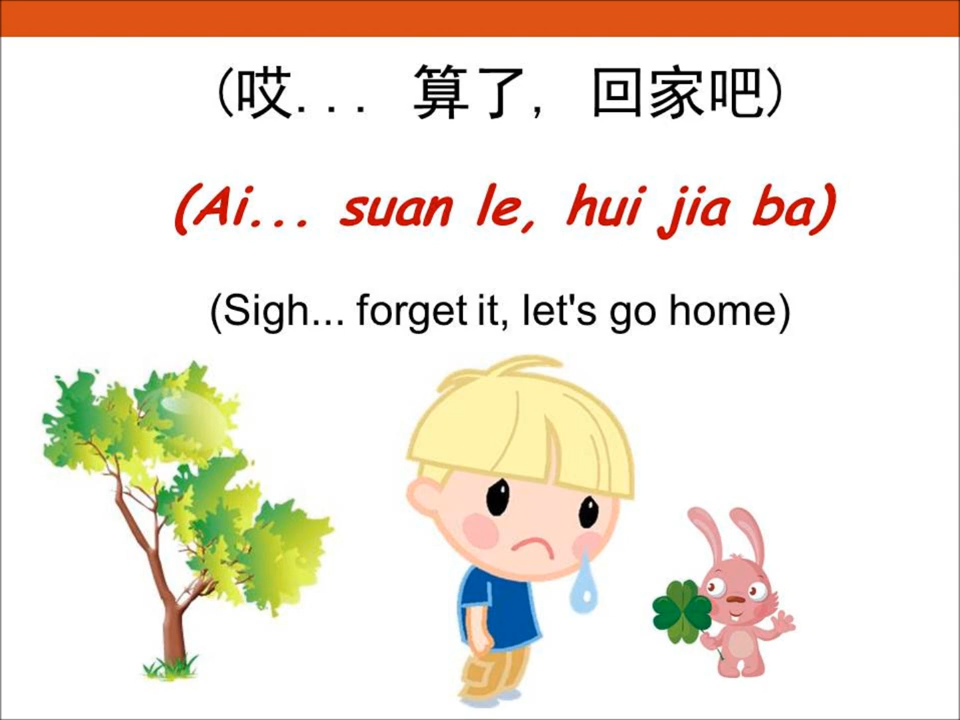 (哎... 算了, 回家吧)
(Ai... suan le, hui jia ba)
(Sigh... forget it, let's go home)